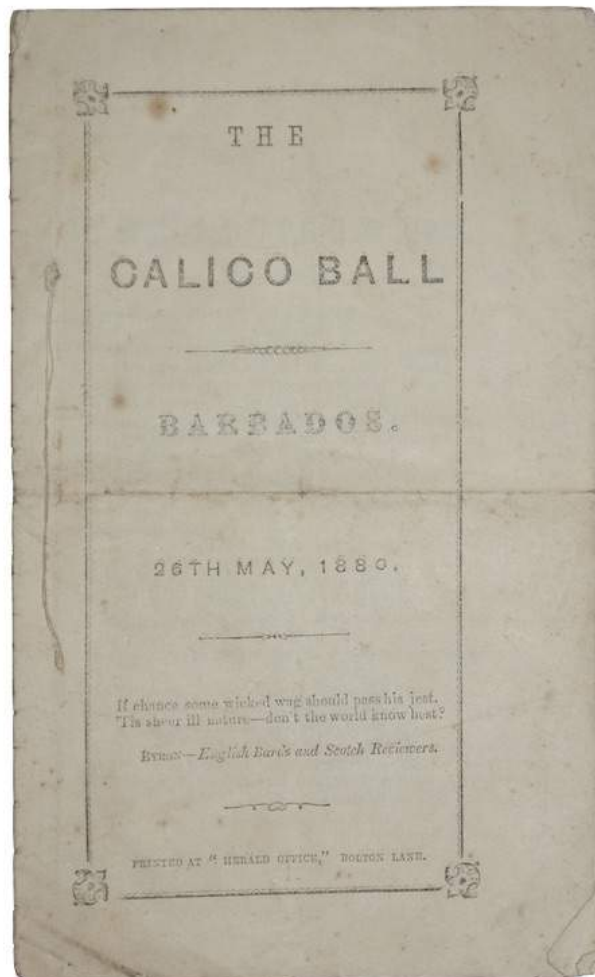 THE
CALICO BALL
BARBADOS.
26TH MAY, 1880.
If chance some wicked wag should pass his jest,
'Tis sheer ill nature—don't the world know best?
BYRON—English Bards and Scotch Reviewers.
PRINTED AT "HERALD OFFICE," BOLTON LANE.